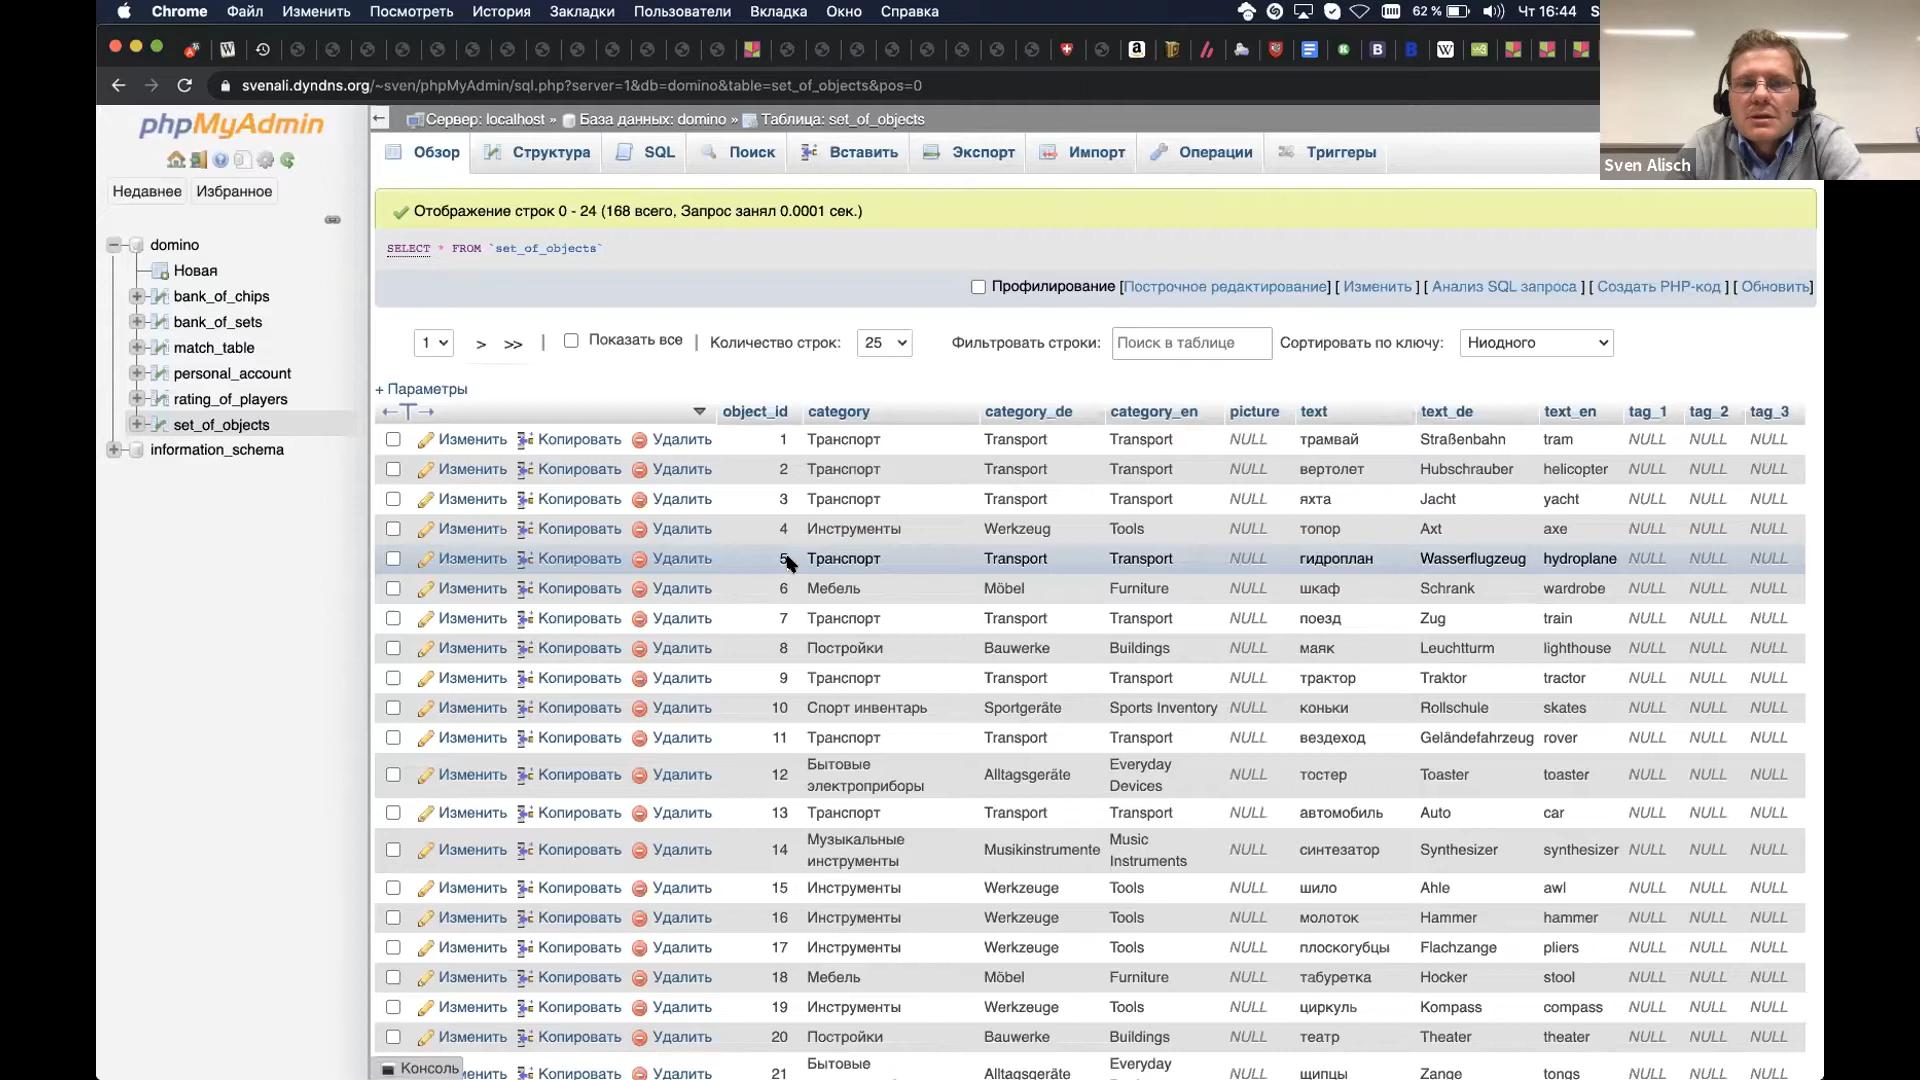 Chrome Файл Изменить Посмотреть История Закладки Пользователи Вкладка Окно Справка 62 % Чт 16:44 S
svenali.dyndns.org/~sven/phpMyAdmin/sql.php?server=1&db=domino&table=set_of_objects&pos=0
Sven Alisch
phpMyAdmin
Недавнее Избранное
domino
Новая
bank_of_chips
bank_of_sets
match_table
personal_account
rating_of_players
set_of_objects
information_schema
Сервер: localhost » База данных: domino » Таблица: set_of_objects
Обзор Структура SQL Поиск Вставить Экспорт Импорт Операции Триггеры
Отображение строк 0 - 24 (168 всего, Запрос занял 0.0001 сек.)
SELECT * FROM `set_of_objects`
Профилирование [Построчное редактирование] [ Изменить ] [ Анализ SQL запроса ] [ Создать PHP-код ] [ Обновить]
1 > >> | Показать все | Количество строк: 25 Фильтровать строки: Поиск в таблице Сортировать по ключу: Ниодного
+ Параметры
←T→ object_id category category_de category_en picture text text_de text_en tag_1 tag_2 tag_3
Изменить Копировать Удалить 1 Транспорт Transport Transport NULL трамвай Straßenbahn tram NULL NULL NULL
Изменить Копировать Удалить 2 Транспорт Transport Transport NULL вертолет Hubschrauber helicopter NULL NULL NULL
Изменить Копировать Удалить 3 Транспорт Transport Transport NULL яхта Jacht yacht NULL NULL NULL
Изменить Копировать Удалить 4 Инструменты Werkzeug Tools NULL топор Axt axe NULL NULL NULL
Изменить Копировать Удалить 5 Транспорт Transport Transport NULL гидроплан Wasserflugzeug hydroplane NULL NULL NULL
Изменить Копировать Удалить 6 Мебель Möbel Furniture NULL шкаф Schrank wardrobe NULL NULL NULL
Изменить Копировать Удалить 7 Транспорт Transport Transport NULL поезд Zug train NULL NULL NULL
Изменить Копировать Удалить 8 Постройки Bauwerke Buildings NULL маяк Leuchtturm lighthouse NULL NULL NULL
Изменить Копировать Удалить 9 Транспорт Transport Transport NULL трактор Traktor tractor NULL NULL NULL
Изменить Копировать Удалить 10 Спорт инвентарь Sportgeräte Sports Inventory NULL коньки Rollschule skates NULL NULL NULL
Изменить Копировать Удалить 11 Транспорт Transport Transport NULL вездеход Geländefahrzeug rover NULL NULL NULL
Изменить Копировать Удалить 12 Бытовые электроприборы Alltagsgeräte Everyday Devices NULL тостер Toaster toaster NULL NULL NULL
Изменить Копировать Удалить 13 Транспорт Transport Transport NULL автомобиль Auto car NULL NULL NULL
Изменить Копировать Удалить 14 Музыкальные инструменты Musikinstrumente Music Instruments NULL синтезатор Synthesizer synthesizer NULL NULL NULL
Изменить Копировать Удалить 15 Инструменты Werkzeuge Tools NULL шило Ahle awl NULL NULL NULL
Изменить Копировать Удалить 16 Инструменты Werkzeuge Tools NULL молоток Hammer hammer NULL NULL NULL
Изменить Копировать Удалить 17 Инструменты Werkzeuge Tools NULL плоскогубцы Flachzange pliers NULL NULL NULL
Изменить Копировать Удалить 18 Мебель Möbel Furniture NULL табуретка Hocker stool NULL NULL NULL
Изменить Копировать Удалить 19 Инструменты Werkzeuge Tools NULL циркуль Kompass compass NULL NULL NULL
Изменить Копировать Удалить 20 Постройки Bauwerke Buildings NULL театр Theater theater NULL NULL NULL
Консоль Копировать Удалить 21 Бытовые Alltagsgeräte Everyday NULL щипцы Zange tongs NULL NULL NULL